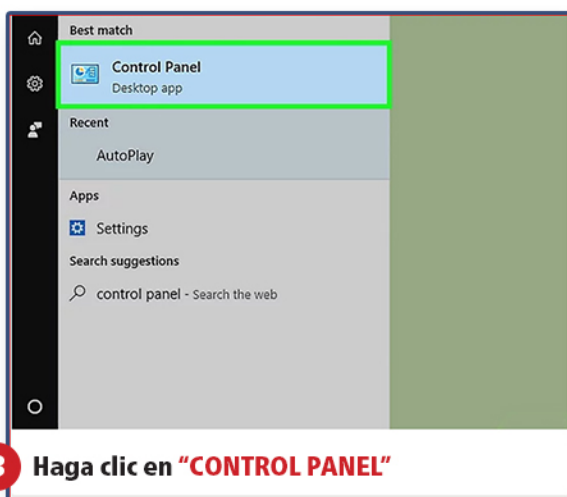 Best match
Control Panel
Desktop app
Recent
AutoPlay
Apps
Settings
Search suggestions
control panel - Search the web
3 Haga clic en “CONTROL PANEL”